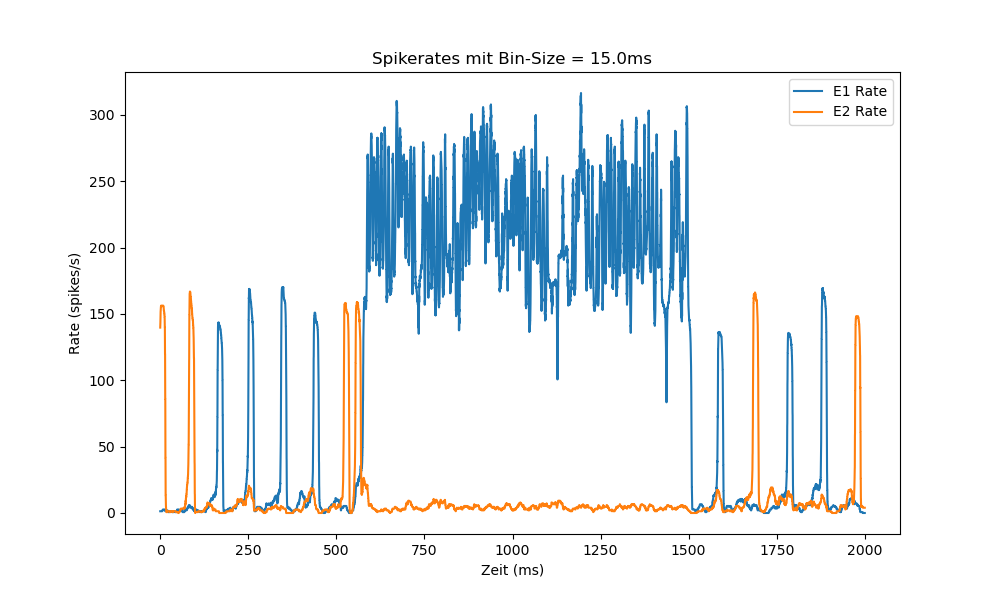 Spikerates mit Bin-Size = 15.0ms
E1 Rate
E2 Rate
Rate (spikes/s)
300
250
200
150
100
50
0
0 250 500 750 1000 1250 1500 1750 2000
Zeit (ms)